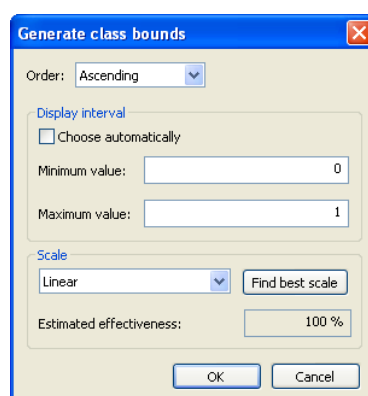 Generate class bounds
Order: Ascending
Display interval
Choose automatically
Minimum value: 0
Maximum value: 1
Scale
Linear Find best scale
Estimated effectiveness: 100 %
OK Cancel